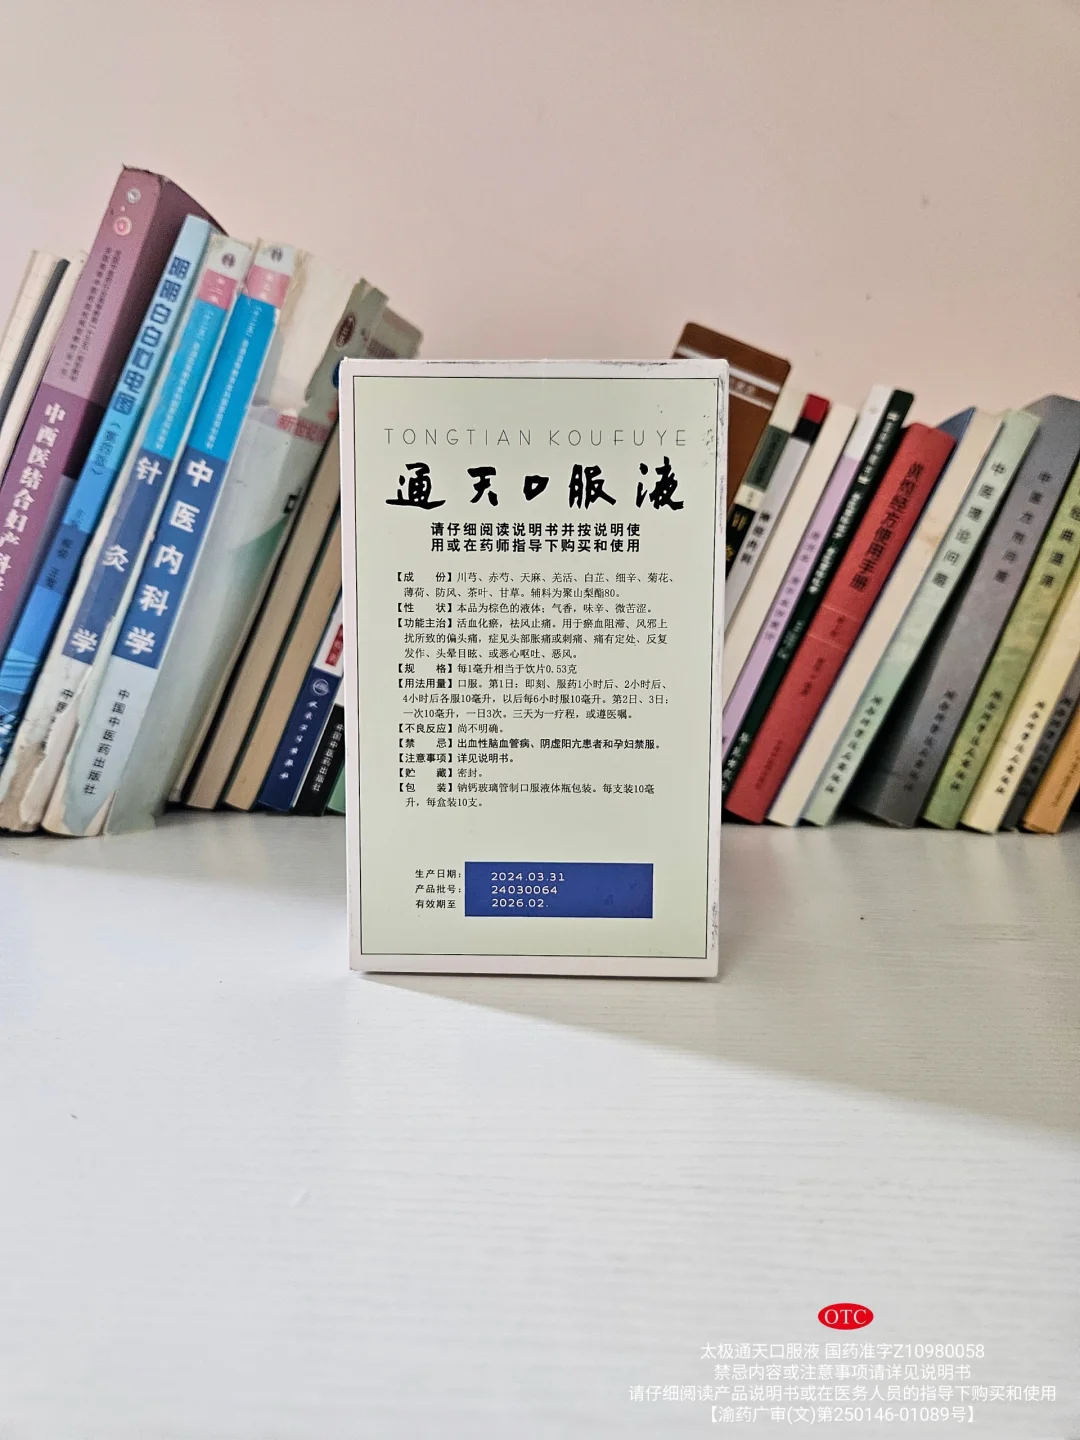 中西医结合妇产科学
明明白白心电图
针灸学
中国中医药出版社
中医内科学
中国中医药出版社
TONGTIAN KOUFUYE
通天口服液
请仔细阅读说明书并按说明使
用或在药师指导下购买和使用
【成 份】川芎、赤芍、天麻、羌活、白芷、细辛、菊花、
薄荷、防风、茶叶、甘草。辅料为聚山梨酯80。
【性 状】本品为棕色的液体；气香，味辛、微苦涩。
【功能主治】活血化瘀，祛风止痛。用于瘀血阻滞、风邪上
扰所致的偏头痛，症见头部胀痛或刺痛、痛有定处、反复
发作、头晕目眩、或恶心呕吐、恶风。
【规 格】每1毫升相当于饮片0.53克
【用法用量】口服。第1日：即刻、服药1小时后、2小时后、
4小时后各服10毫升，以后每6小时服10毫升。第2日、3日：
一次10毫升，一日3次。三天为一疗程，或遵医嘱。
【不良反应】尚不明确。
【禁 忌】出血性脑血管病、阴虚阳亢患者和孕妇禁服。
【注意事项】详见说明书。
【贮 藏】密封。
【包 装】钠钙玻璃管制口服液体瓶包装。每支装10毫
升，每盒装10支。
生产日期：2024.03.31
产品批号：24030064
有效期至 2026.02.
黄煌经方使用手册
中医理论问题
OTC
太极通天口服液 国药准字Z10980058
禁忌内容或注意事项请详见说明书
请仔细阅读产品说明书或在医务人员的指导下购买和使用
【渝药广审(文)第250146-01089号】